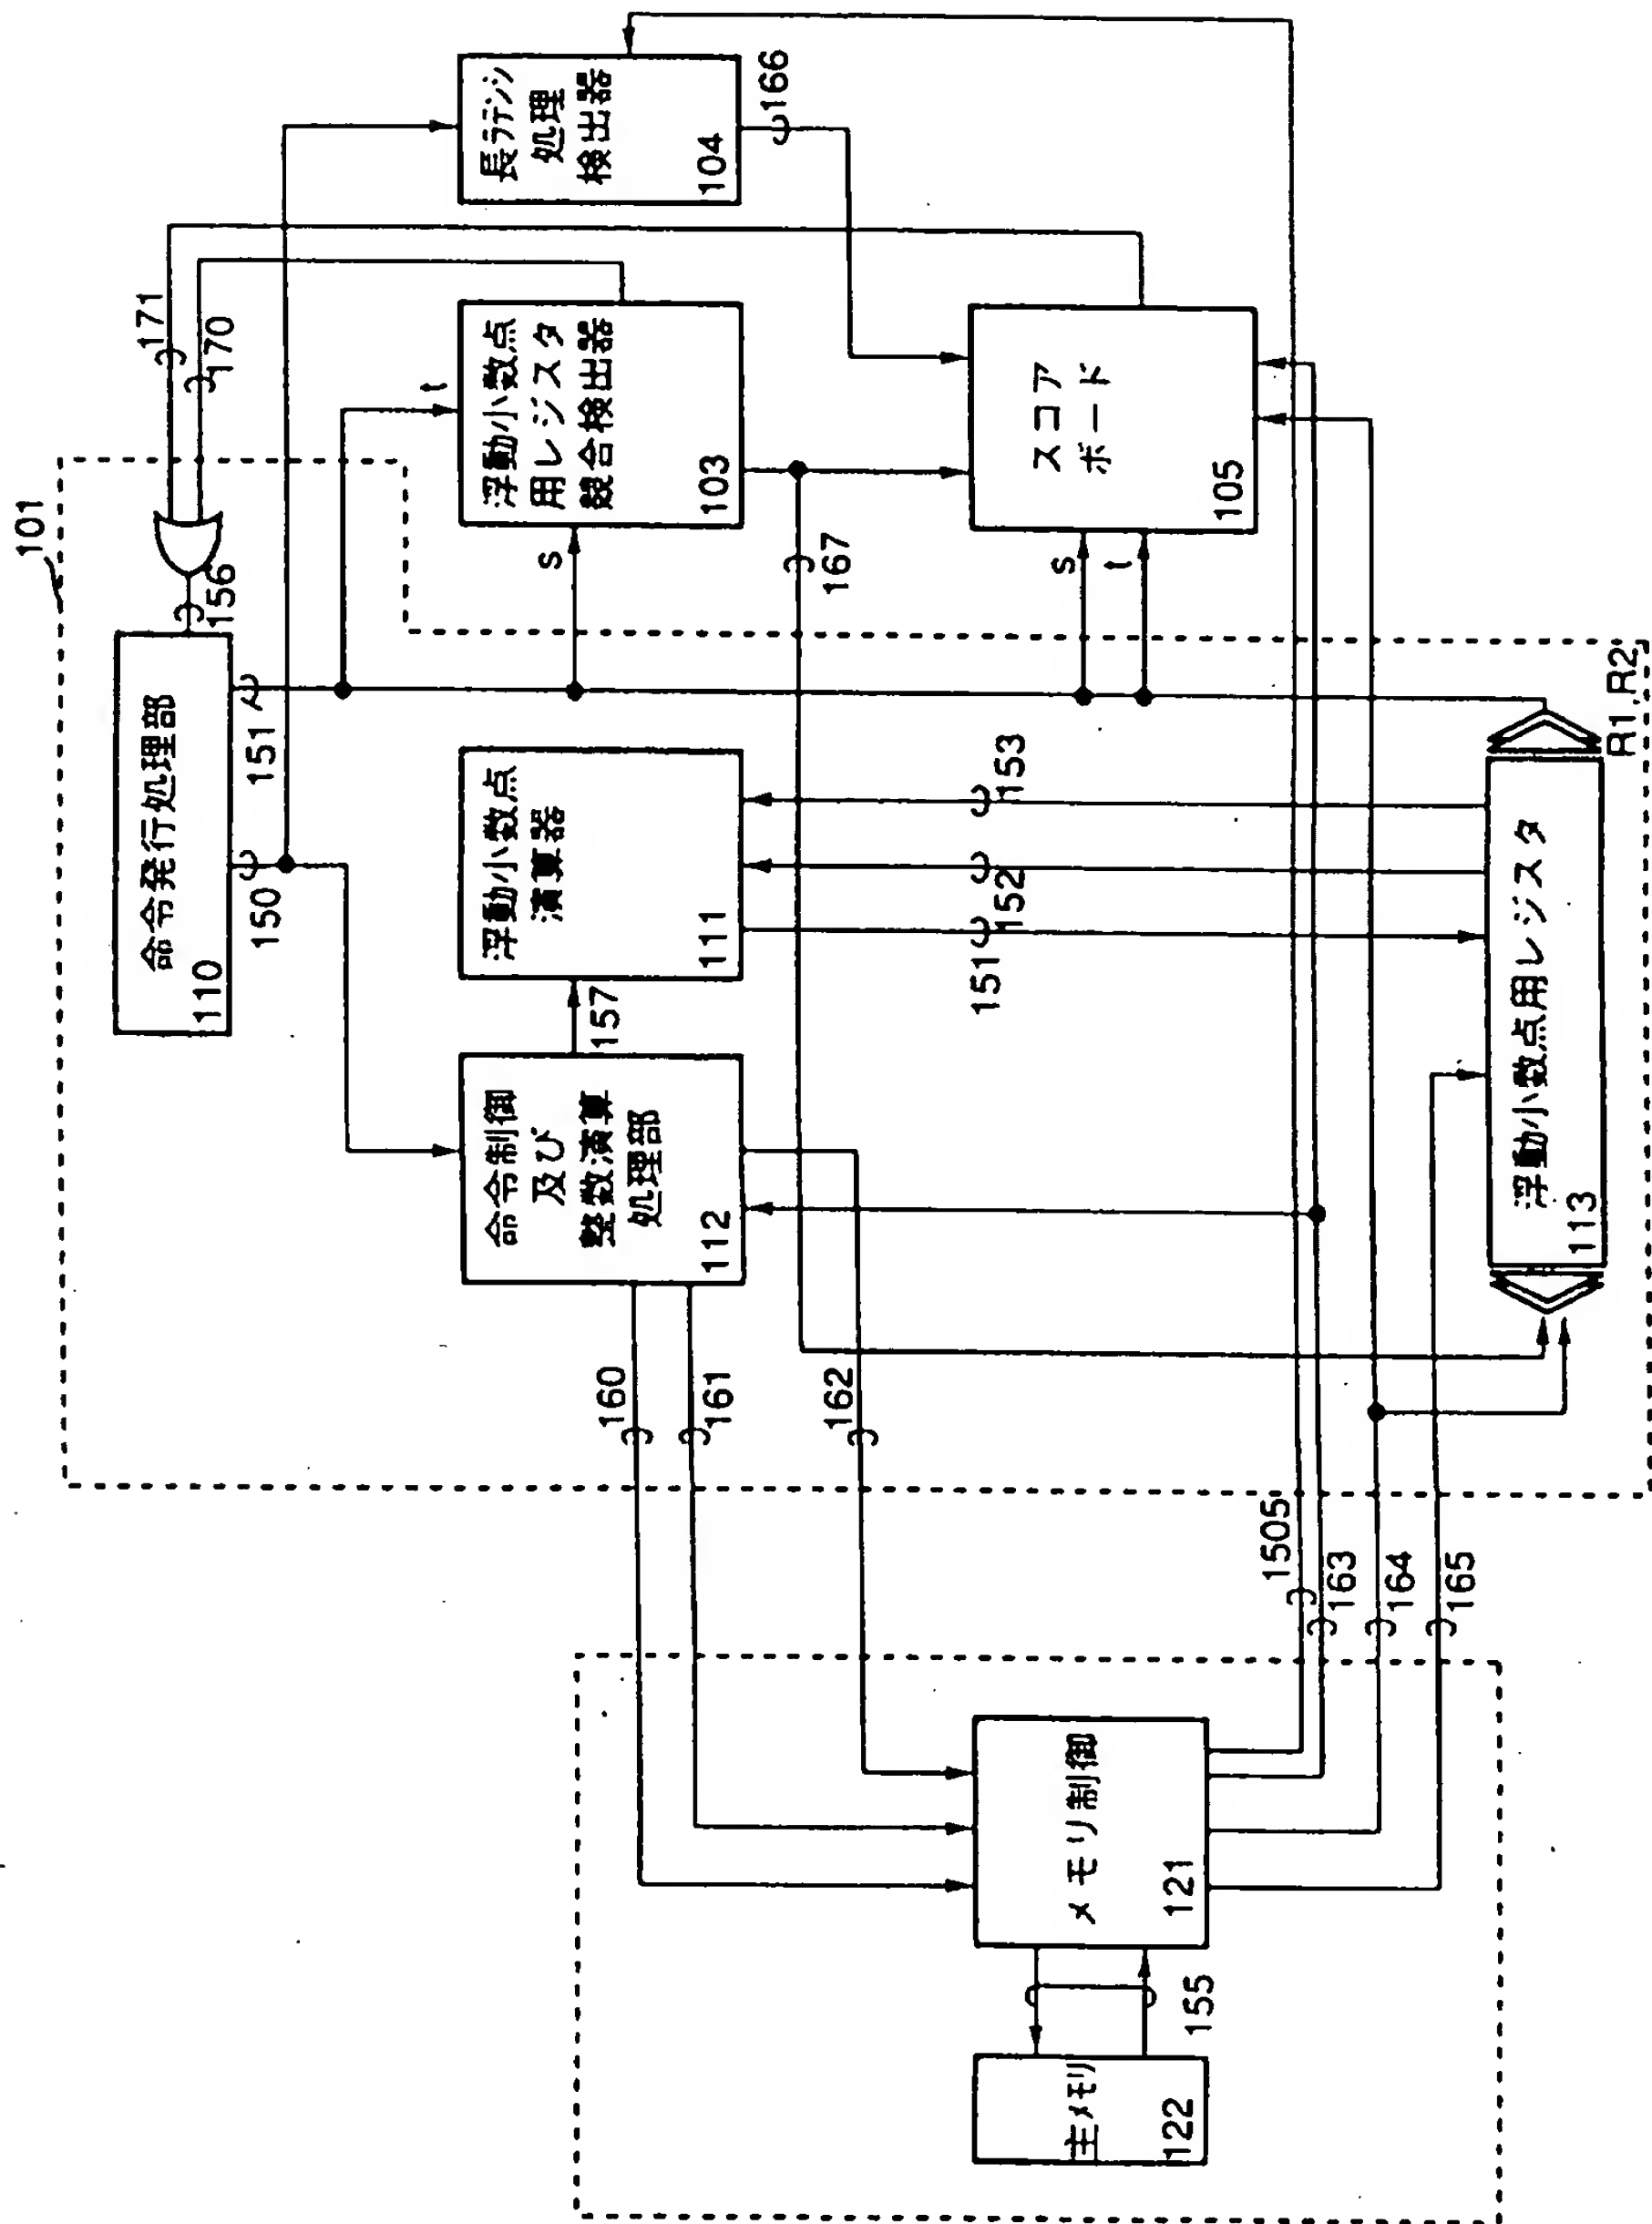 101
命令発行処理部
110
156
171
170
150
151
長ラテンシ
処理
検出器
104
166
t
s
浮動小数点
用レジスタ
競合検出器
103
167
浮動小数点
演算器
111
157
命令制御
及び
整数演算
処理部
112
160
161
162
151
152
153
s
t
スコア
ボード
105
浮動小数点用レジスタ
113
R1,R2
1505
163
164
165
メモリ制御
121
155
主メモリ
122